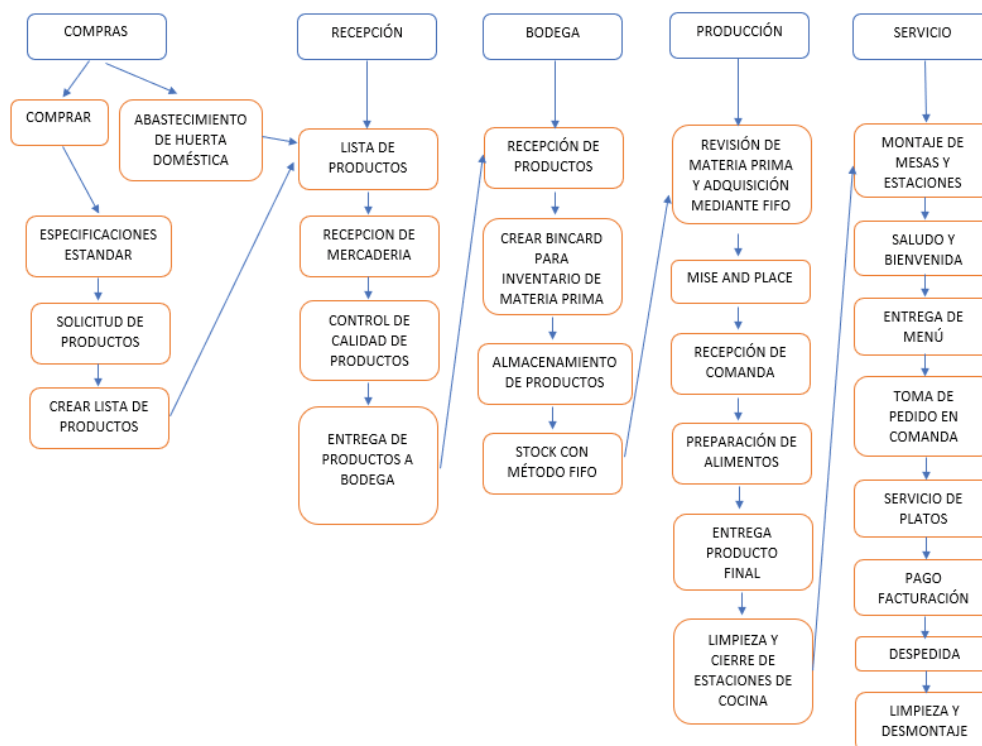 COMPRAS
COMPRAR
ABASTECIMIENTO
DE HUERTA
DOMÉSTICA
ESPECIFICACIONES
ESTANDAR
SOLICITUD DE
PRODUCTOS
CREAR LISTA DE
PRODUCTOS
RECEPCIÓN
LISTA DE
PRODUCTOS
RECEPCION DE
MERCADERIA
CONTROL DE
CALIDAD DE
PRODUCTOS
ENTREGA DE
PRODUCTOS A
BODEGA
BODEGA
RECEPCIÓN DE
PRODUCTOS
CREAR BINCARD
PARA
INVENTARIO DE
MATERIA PRIMA
ALMACENAMIENTO
DE PRODUCTOS
STOCK CON
MÉTODO FIFO
PRODUCCIÓN
REVISIÓN DE
MATERIA PRIMA
Y ADQUISICIÓN
MEDIANTE FIFO
MISE AND PLACE
RECEPCIÓN DE
COMANDA
PREPARACIÓN DE
ALIMENTOS
ENTREGA
PRODUCTO
FINAL
LIMPIEZA Y
CIERRE DE
ESTACIONES DE
COCINA
SERVICIO
MONTAJE DE
MESAS Y
ESTACIONES
SALUDO Y
BIENVENIDA
ENTREGA DE
MENÚ
TOMA DE
PEDIDO EN
COMANDA
SERVICIO DE
PLATOS
PAGO
FACTURACIÓN
DESPEDIDA
LIMPIEZA Y
DESMONTAJE